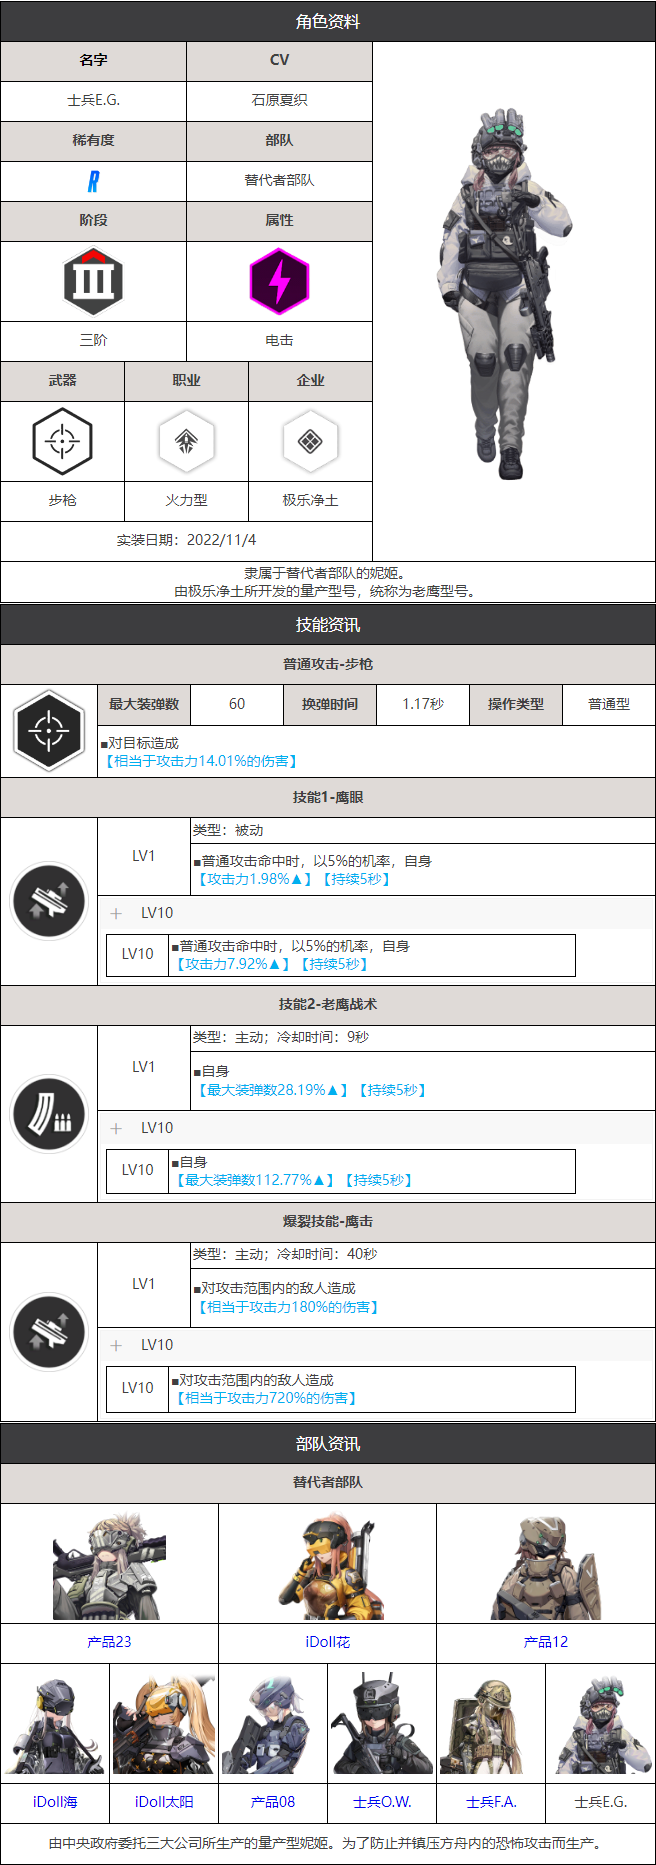 角色资料
名字 CV
士兵E.G. 石原夏织
稀有度 部队
R 替代者部队
阶段 属性
三阶 电击
武器 职业 企业
步枪 火力型 极乐净土
实装日期：2022/11/4
隶属于替代者部队的妮姬。
由极乐净土所开发的量产型号，统称为老鹰型号。
技能资讯
普通攻击-步枪
最大装弹数 60 换弹时间 1.17秒 操作类型 普通型
■对目标造成
【相当于攻击力14.01%的伤害】
技能1-鹰眼
类型：被动
LV1
■普通攻击命中时，以5%的机率，自身
【攻击力1.98%▲】【持续5秒】
＋ LV10
LV10
■普通攻击命中时，以5%的机率，自身
【攻击力7.92%▲】【持续5秒】
技能2-老鹰战术
类型：主动；冷却时间：9秒
LV1
■自身
【最大装弹数28.19%▲】【持续5秒】
＋ LV10
LV10
■自身
【最大装弹数112.77%▲】【持续5秒】
爆裂技能-鹰击
类型：主动；冷却时间：40秒
LV1
■对攻击范围内的敌人造成
【相当于攻击力180%的伤害】
＋ LV10
LV10
■对攻击范围内的敌人造成
【相当于攻击力720%的伤害】
部队资讯
替代者部队
产品23 iDoll花 产品12
iDoll海 iDoll太阳 产品08 士兵O.W. 士兵F.A. 士兵E.G.
由中央政府委托三大公司所生产的量产型妮姬。为了防止并镇压方舟内的恐怖攻击而生产。